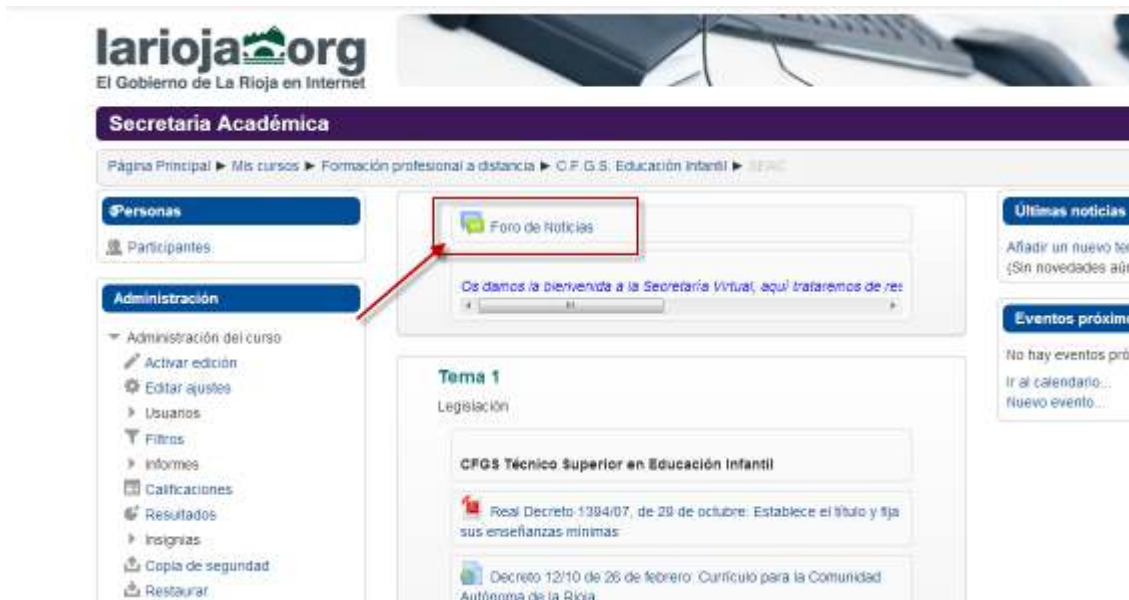 larioja org
El Gobierno de La Rioja en Internet
Secretaria Académica
Página Principal ► Mis cursos ► Formación profesional a distancia ► C.F.G.S. Educación Infantil ►
Personas
Participantes
Administración
Administración del curso
Activar edición
Editar ajustes
Usuarios
Filtros
Informes
Calificaciones
Resultados
Insignias
Copia de seguridad
Restaurar
Foro de Noticias
Os damos la bienvenida a la Secretaría Virtual, aquí trataremos de res
Tema 1
Legislación
CFGS Técnico Superior en Educación Infantil
Real Decreto 1394/07, de 29 de octubre: Establece el título y fija
sus enseñanzas mínimas
Decreto 12/10 de 26 de febrero: Currículo para la Comunidad
Autónoma de la Rioja
Últimas noticias
Añadir un nuevo ter
(Sin novedades aún
Eventos próximo
No hay eventos pró
Ir al calendario...
Nuevo evento...